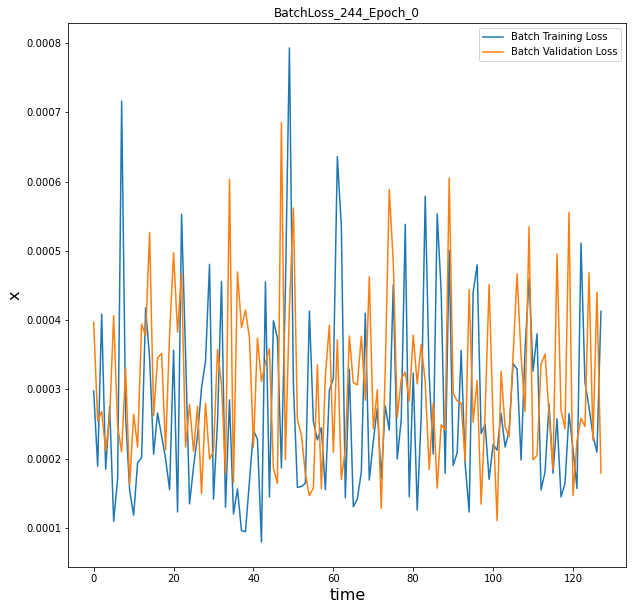 BatchLoss_244_Epoch_0
Batch Training Loss
Batch Validation Loss
0.0008
0.0007
0.0006
0.0005
0.0004
0.0003
0.0002
0.0001
x
0 20 40 60 80 100 120
time